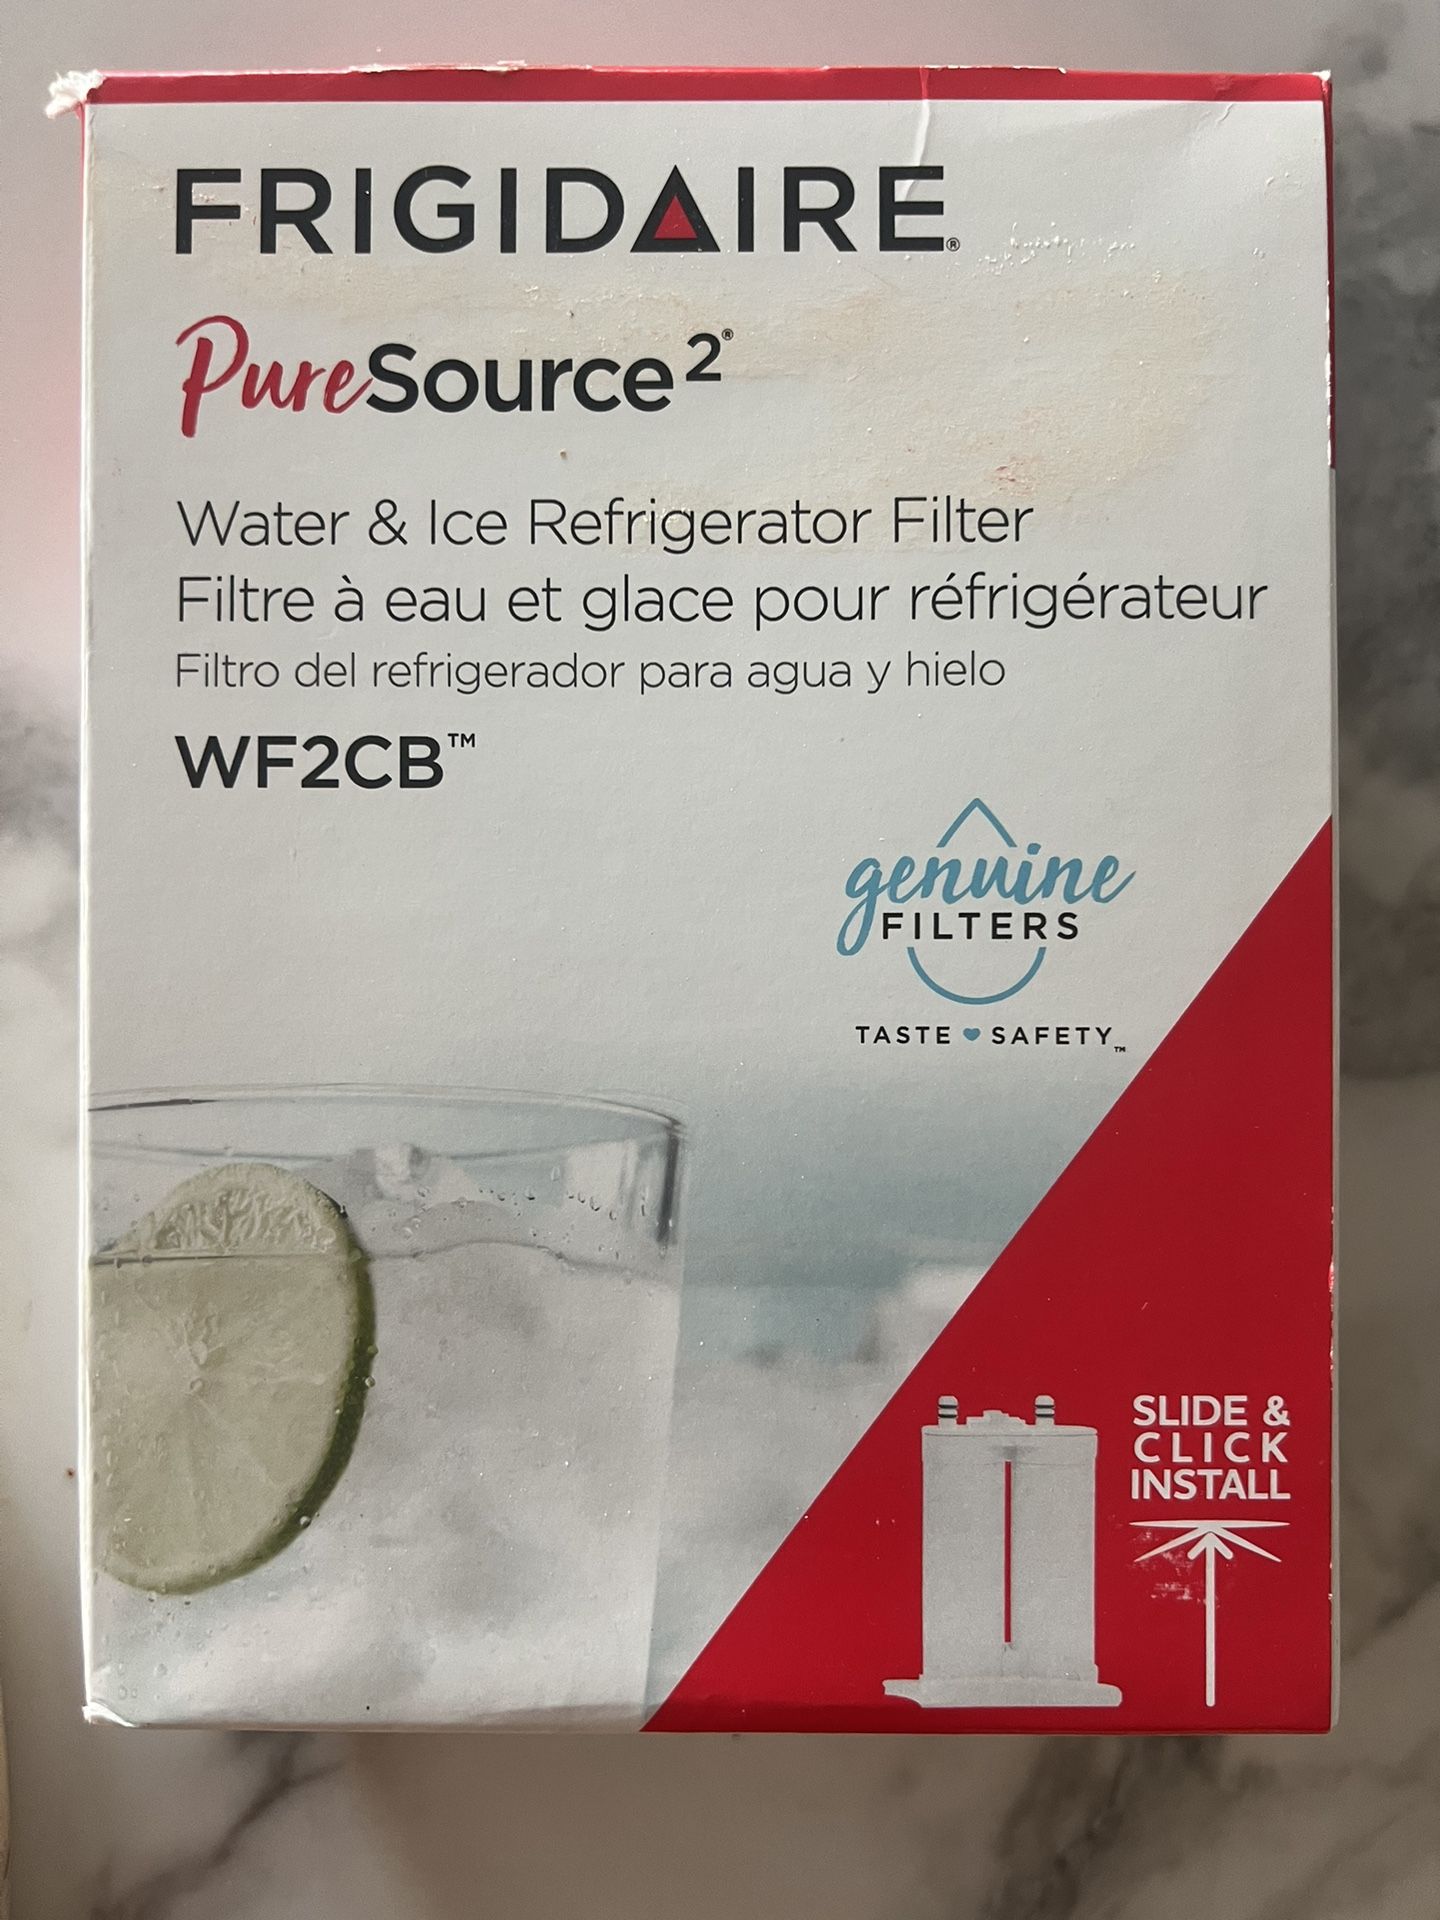 FRIGIDAIRE®
PureSource2®
Water & Ice Refrigerator Filter
Filtre à eau et glace pour réfrigérateur
Filtro del refrigerador para agua y hielo
WF2CB™
genuine
FILTERS
TASTE SAFETY™
SLIDE &
CLICK
INSTALL